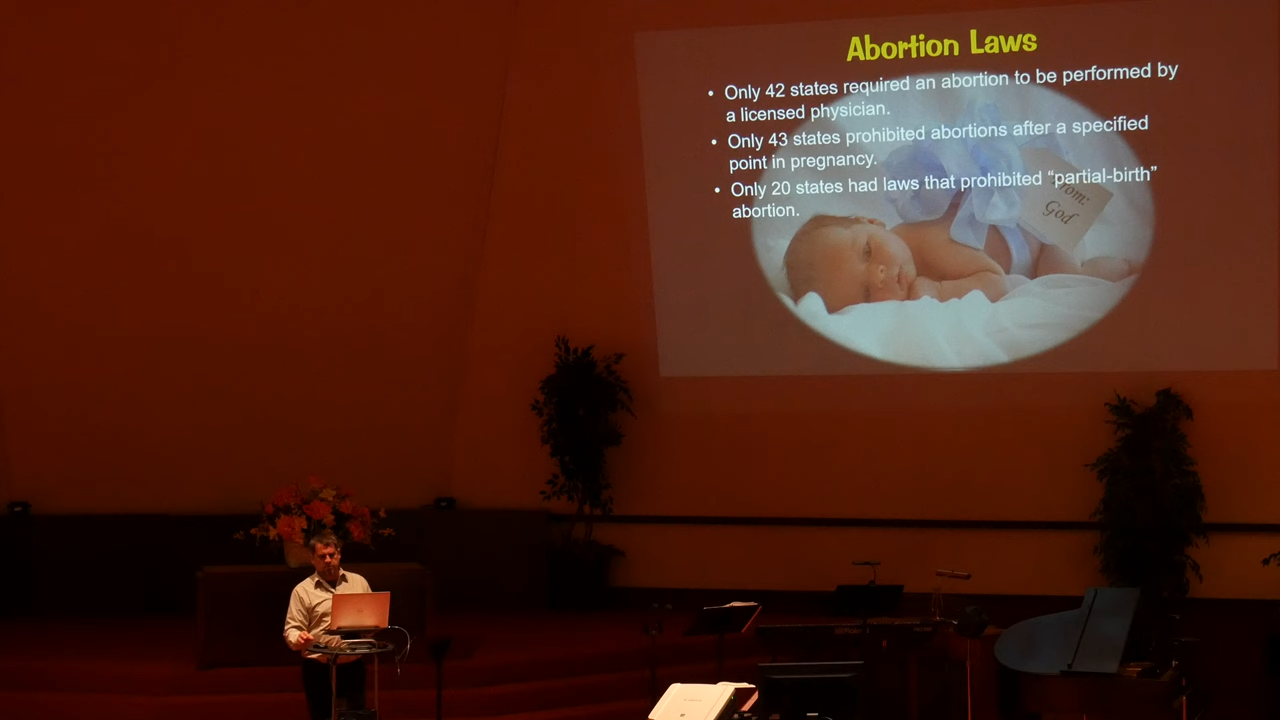 Abortion Laws
• Only 42 states required an abortion to be performed by
a licensed physician.
• Only 43 states prohibited abortions after a specified
point in pregnancy.
• Only 20 states had laws that prohibited “partial-birth”
abortion.
God